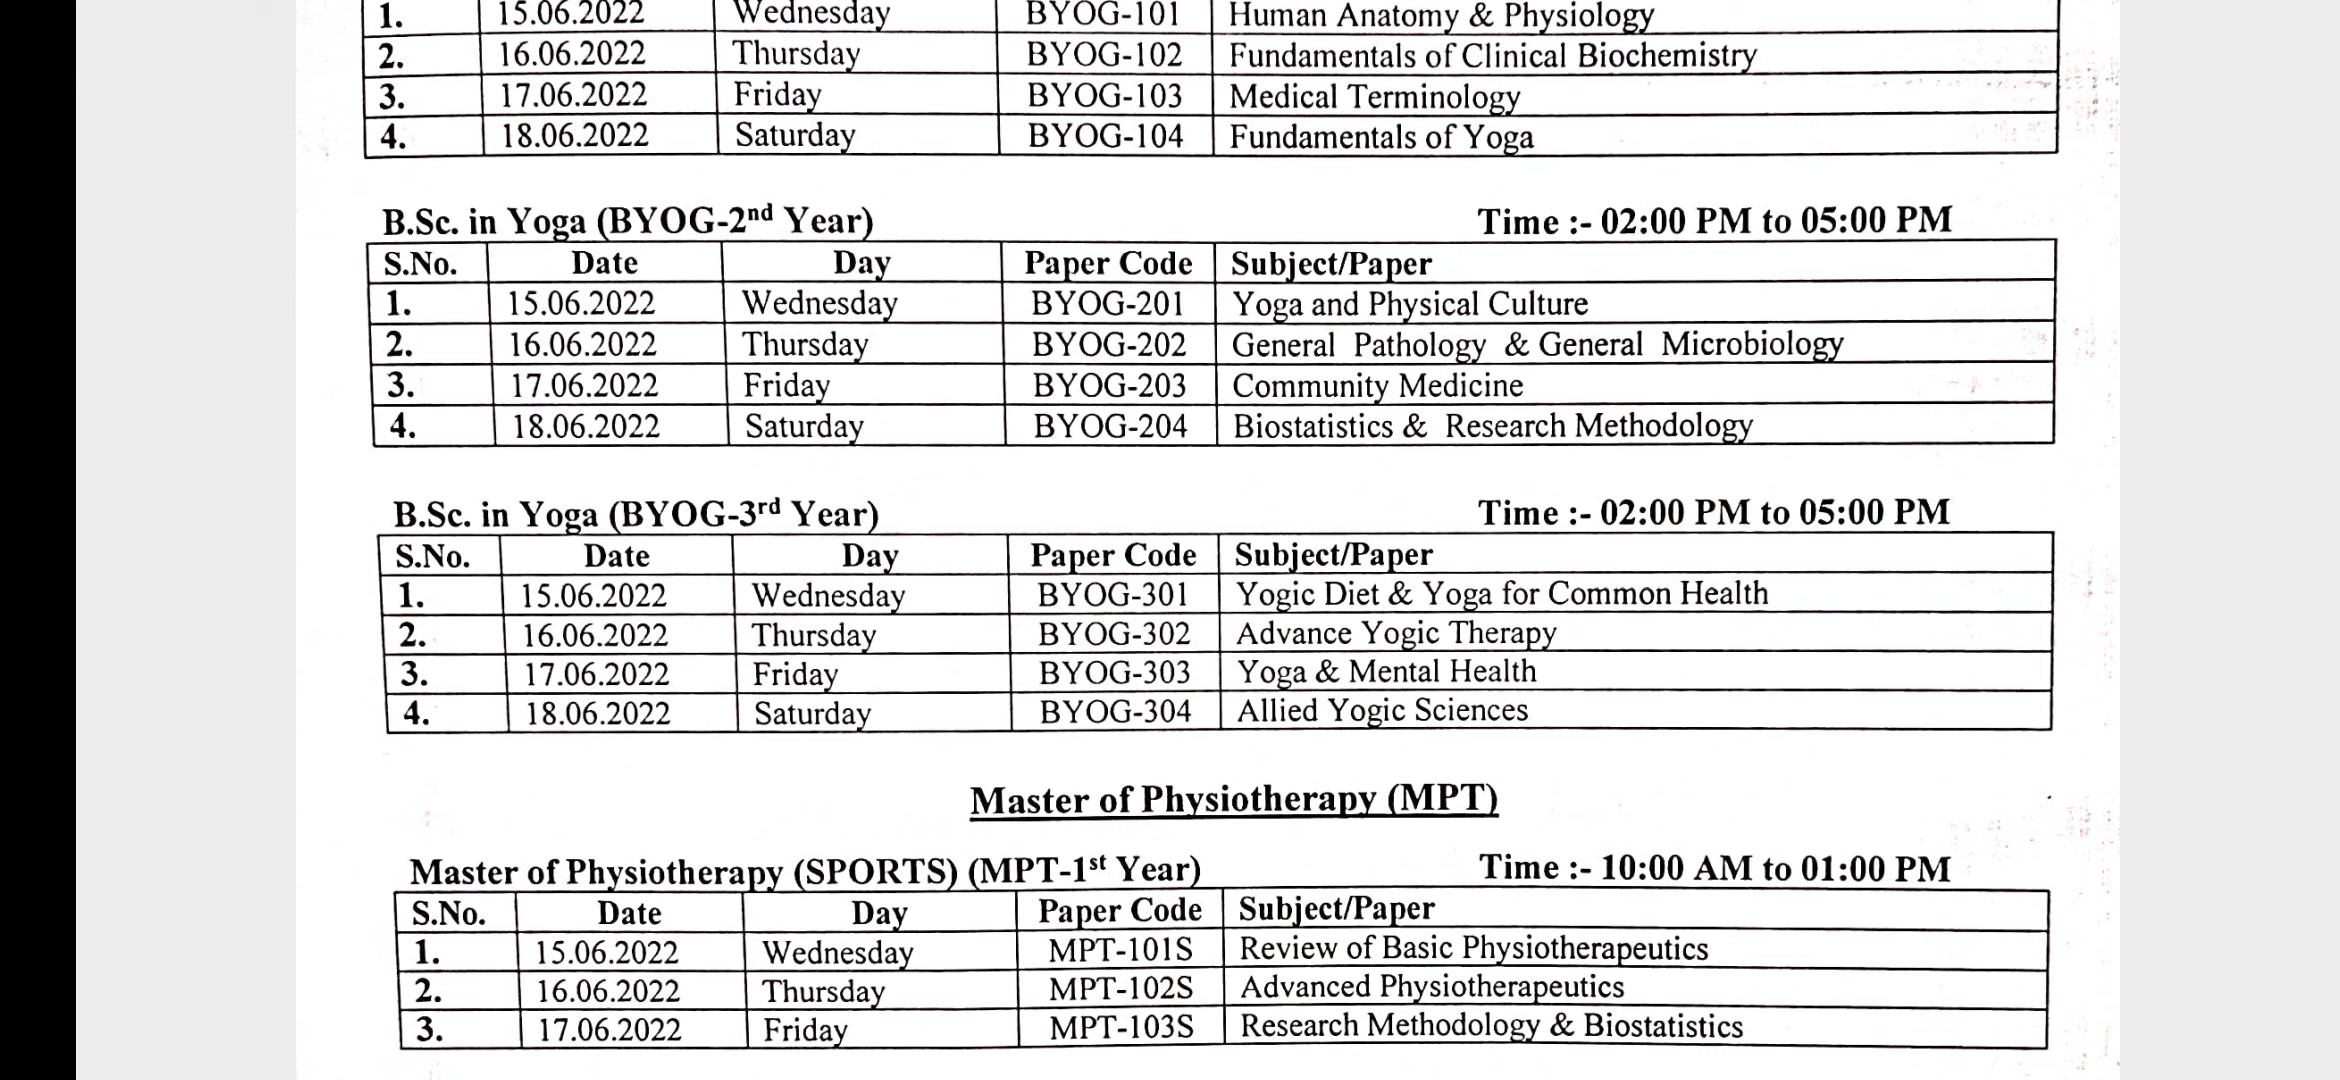 1. 15.06.2022 Wednesday BYOG-101 Human Anatomy & Physiology
2. 16.06.2022 Thursday BYOG-102 Fundamentals of Clinical Biochemistry
3. 17.06.2022 Friday BYOG-103 Medical Terminology
4. 18.06.2022 Saturday BYOG-104 Fundamentals of Yoga
B.Sc. in Yoga (BYOG-2nd Year) Time :- 02:00 PM to 05:00 PM
S.No. Date Day Paper Code Subject/Paper
1. 15.06.2022 Wednesday BYOG-201 Yoga and Physical Culture
2. 16.06.2022 Thursday BYOG-202 General Pathology & General Microbiology
3. 17.06.2022 Friday BYOG-203 Community Medicine
4. 18.06.2022 Saturday BYOG-204 Biostatistics & Research Methodology
B.Sc. in Yoga (BYOG-3rd Year) Time :- 02:00 PM to 05:00 PM
S.No. Date Day Paper Code Subject/Paper
1. 15.06.2022 Wednesday BYOG-301 Yogic Diet & Yoga for Common Health
2. 16.06.2022 Thursday BYOG-302 Advance Yogic Therapy
3. 17.06.2022 Friday BYOG-303 Yoga & Mental Health
4. 18.06.2022 Saturday BYOG-304 Allied Yogic Sciences
Master of Physiotherapy (MPT)
Master of Physiotherapy (SPORTS) (MPT-1st Year) Time :- 10:00 AM to 01:00 PM
S.No. Date Day Paper Code Subject/Paper
1. 15.06.2022 Wednesday MPT-101S Review of Basic Physiotherapeutics
2. 16.06.2022 Thursday MPT-102S Advanced Physiotherapeutics
3. 17.06.2022 Friday MPT-103S Research Methodology & Biostatistics